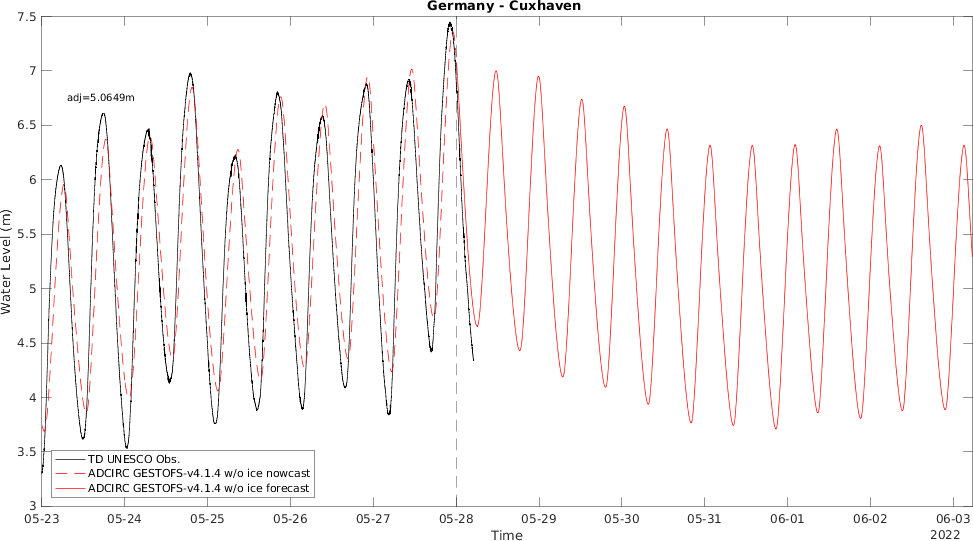 Germany - Cuxhaven
7.5
7
adj=5.0649m
6.5
6
5.5
Water Level (m)
5
4.5
4
3.5
TD UNESCO Obs.
ADCIRC GESTOFS-v4.1.4 w/o ice nowcast
ADCIRC GESTOFS-v4.1.4 w/o ice forecast
3
05-23 05-24 05-25 05-26 05-27 05-28 05-29 05-30 05-31 06-01 06-02 06-03
Time 2022